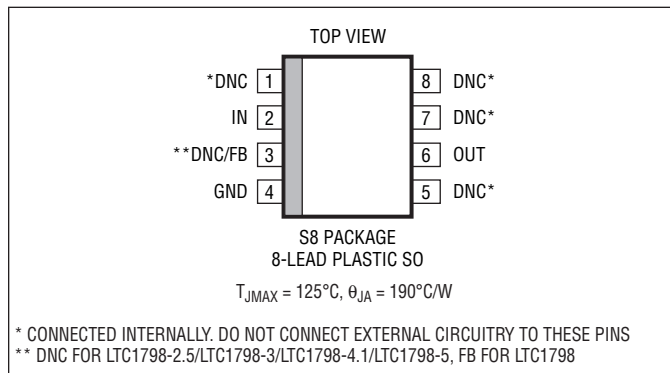 TOP VIEW
*DNC 1 8 DNC*
IN 2 7 DNC*
**DNC/FB 3 6 OUT
GND 4 5 DNC*
S8 PACKAGE
8-LEAD PLASTIC SO
TJMAX = 125°C, θJA = 190°C/W
* CONNECTED INTERNALLY. DO NOT CONNECT EXTERNAL CIRCUITRY TO THESE PINS
** DNC FOR LTC1798-2.5/LTC1798-3/LTC1798-4.1/LTC1798-5, FB FOR LTC1798